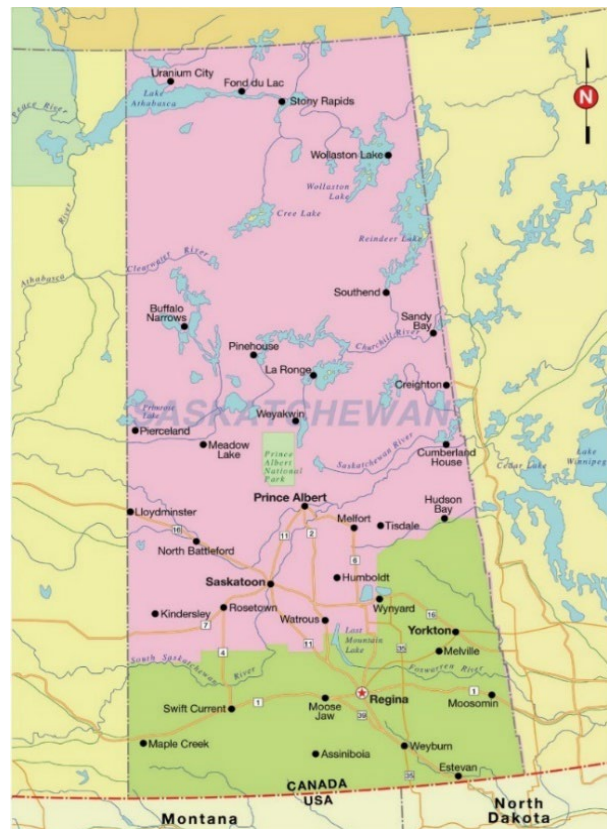 Uranium City
Fond du Lac
Lake
Athabasca
Stony Rapids
Peace River
N
Wollaston Lake
Wollaston
Lake
Cree Lake
Reindeer Lake
River
Athabasca
Clearwater River
Southend
Buffalo
Narrows
Sandy
Bay
Churchill River
Pinehouse
La Ronge
Creighton
Primrose
Lake
SASKATCHEWAN
Weyakwin
Pierceland
Meadow
Lake
Prince
Albert
National
Park
Saskatchewan River
Cumberland
House
Cedar Lake
Lake
Winnipeg
Prince Albert
Hudson
Bay
Lloydminster
Melfort
Tisdale
16
11
2
6
North Battleford
Saskatoon
Humboldt
Wynyard
Kindersley
Rosetown
Watrous
16
7
Yorkton
4
11
Last
Mountain
Lake
35
Melville
South Saskatchewan
River
Foswarren River
Regina
1
1
Swift Current
Moose
Jaw
39
Moosomin
Maple Creek
Assiniboia
Weyburn
Estevan
35
CANADA
USA
Montana
North
Dakota